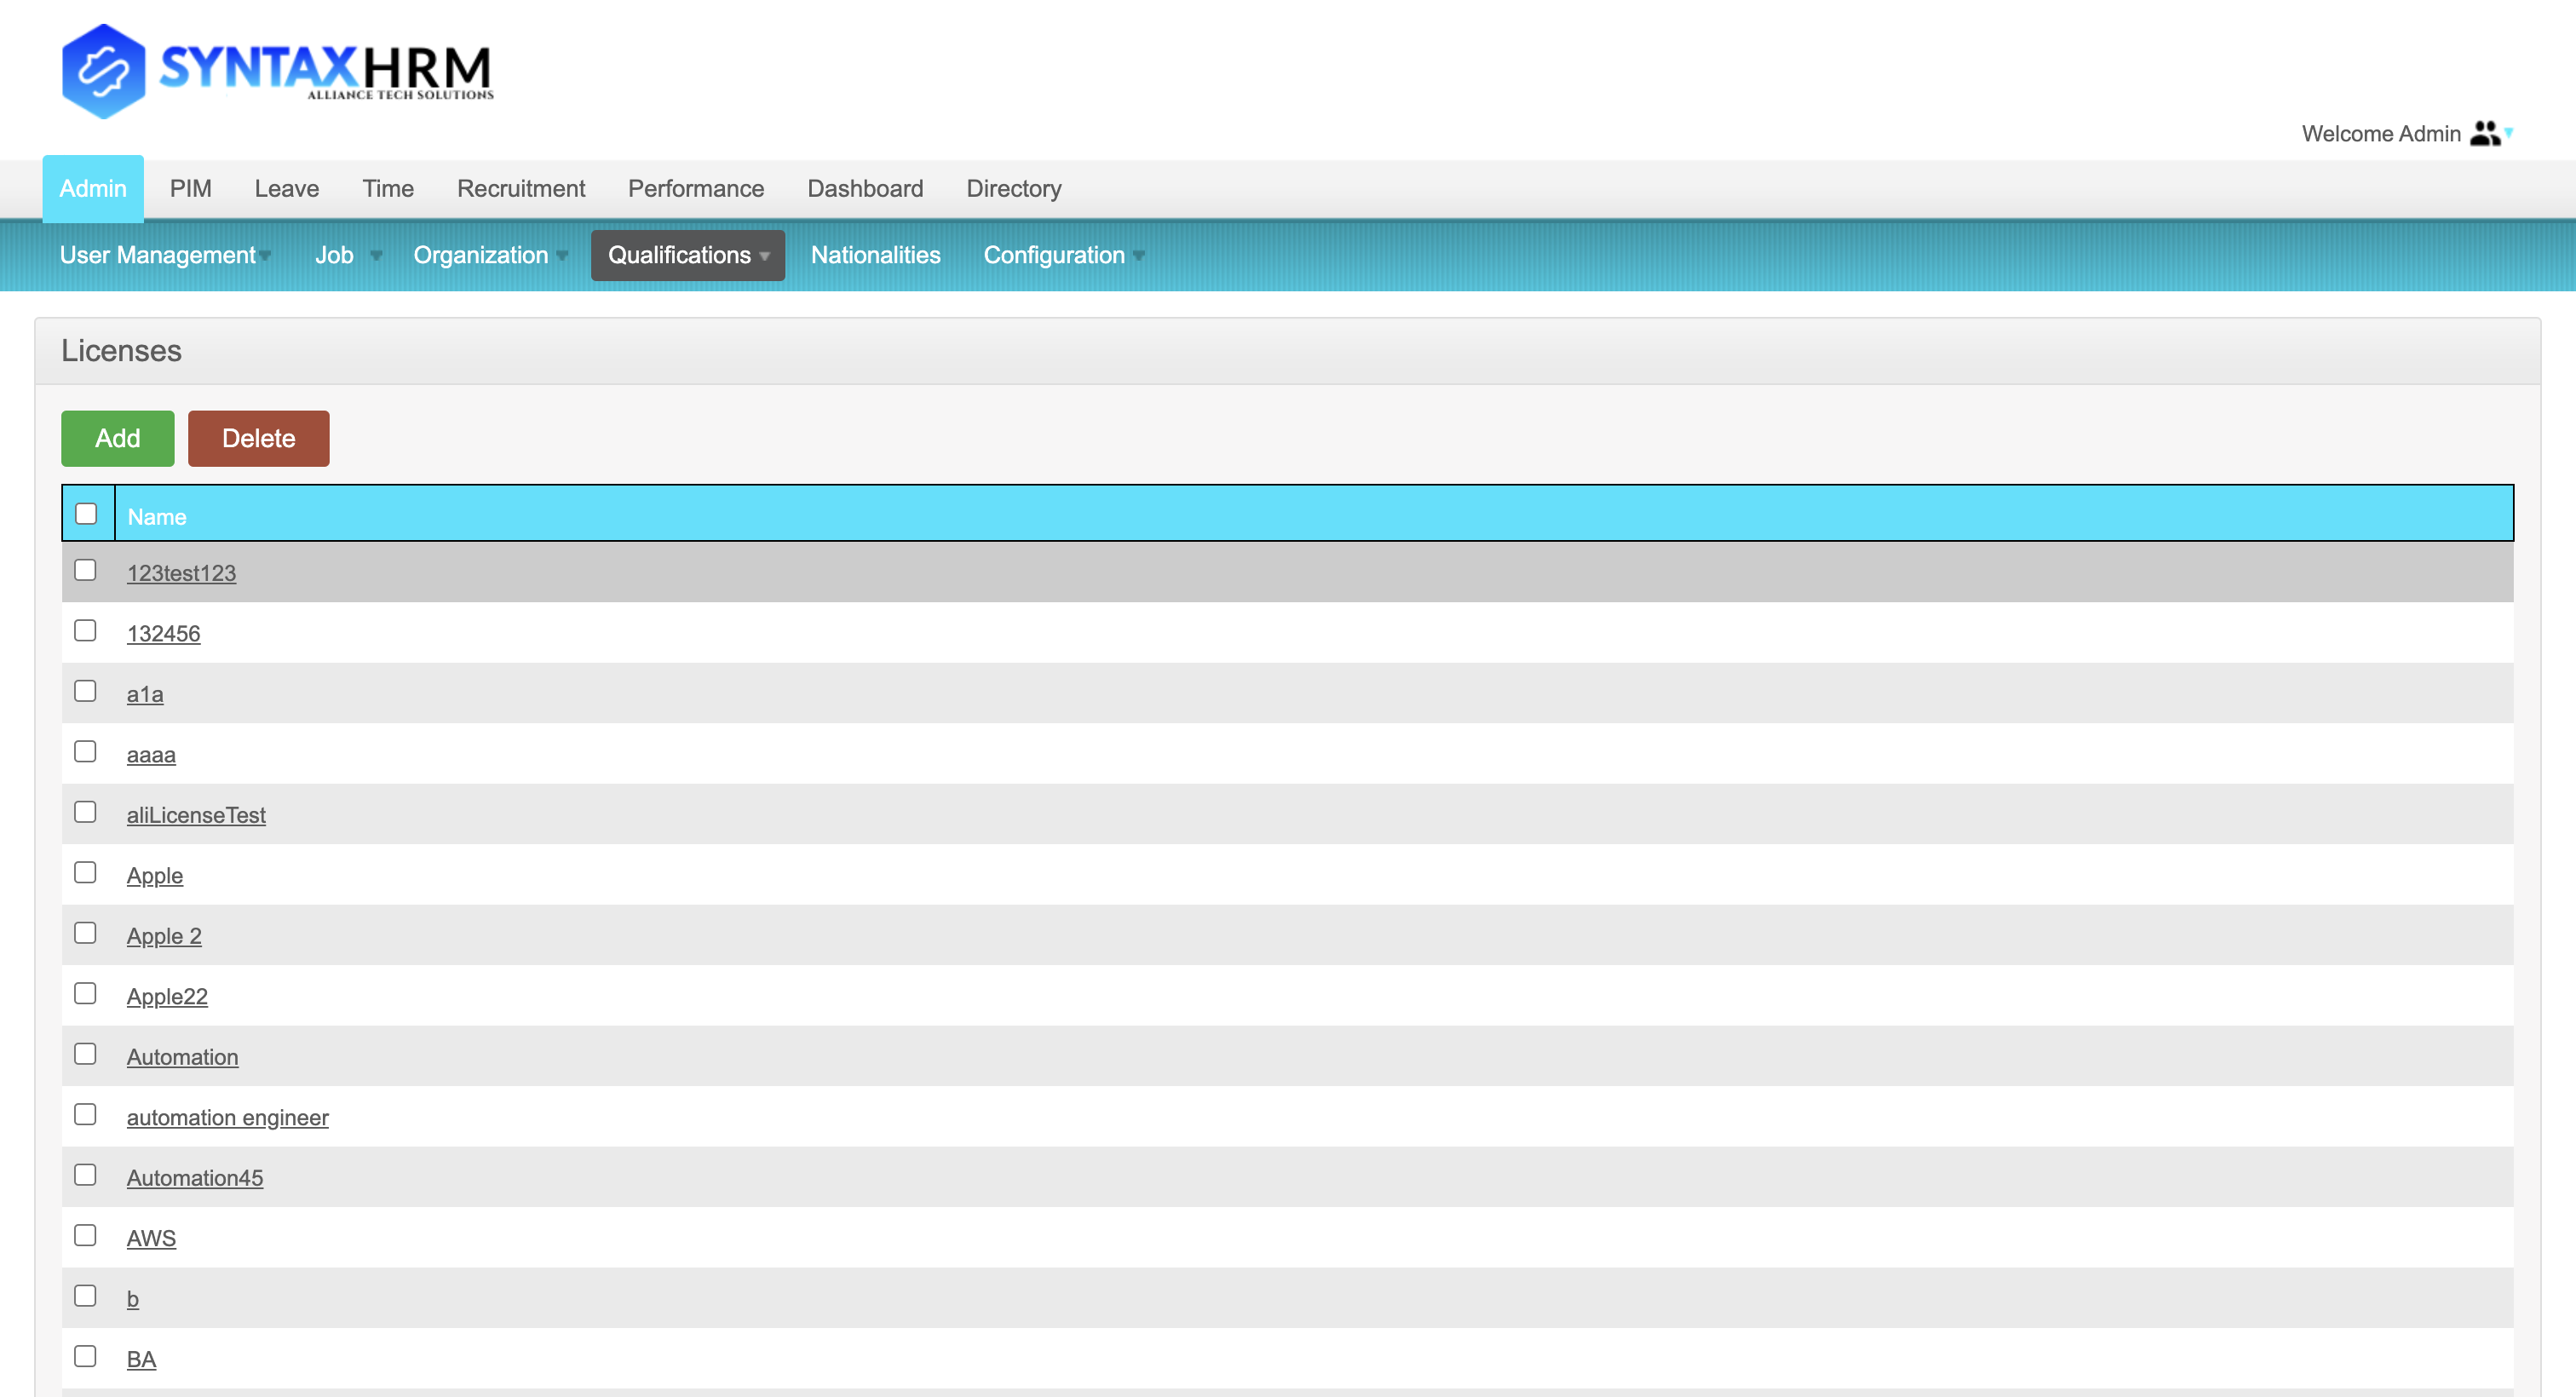 SYNTAXHRM
ALLIANCE TECH SOLUTIONS
Welcome Admin
Admin PIM Leave Time Recruitment Performance Dashboard Directory
User Management Job Organization Qualifications Nationalities Configuration
Licenses
Add Delete
Name
123test123
132456
a1a
aaaa
aliLicenseTest
Apple
Apple 2
Apple22
Automation
automation engineer
Automation45
AWS
b
BA